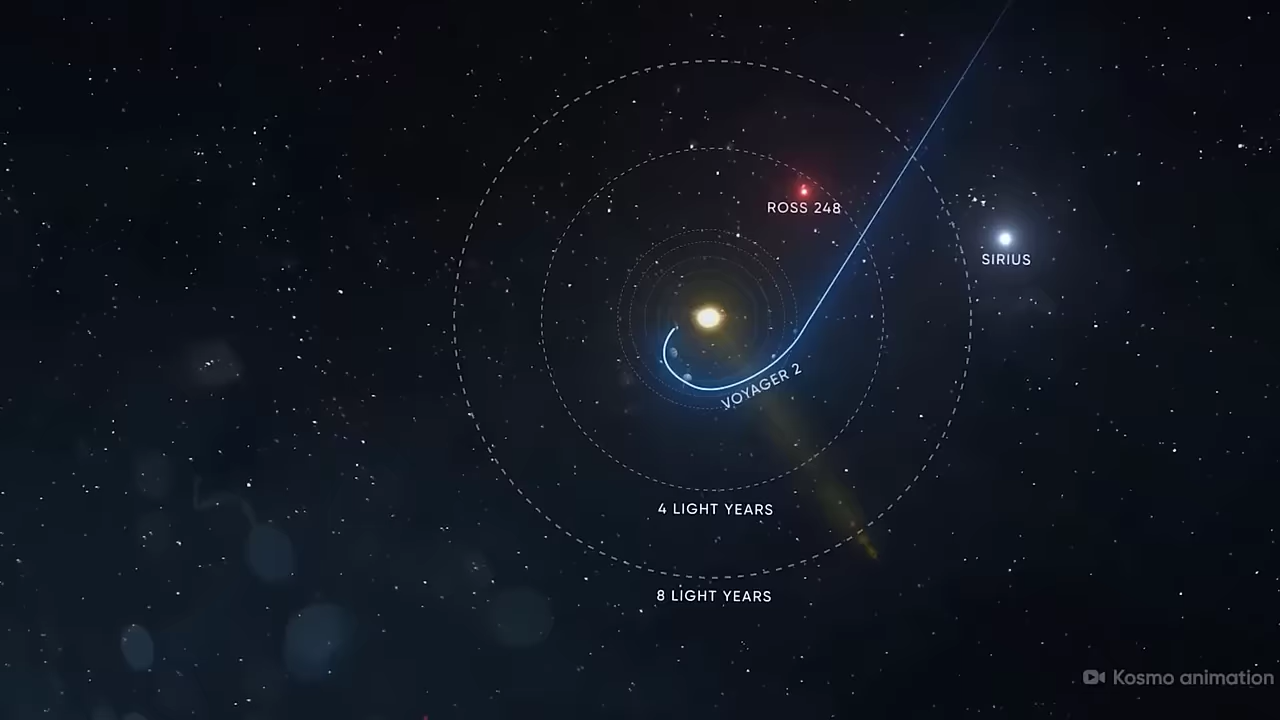 ROSS 248
SIRIUS
VOYAGER 2
4 LIGHT YEARS
8 LIGHT YEARS
Kosmo animation